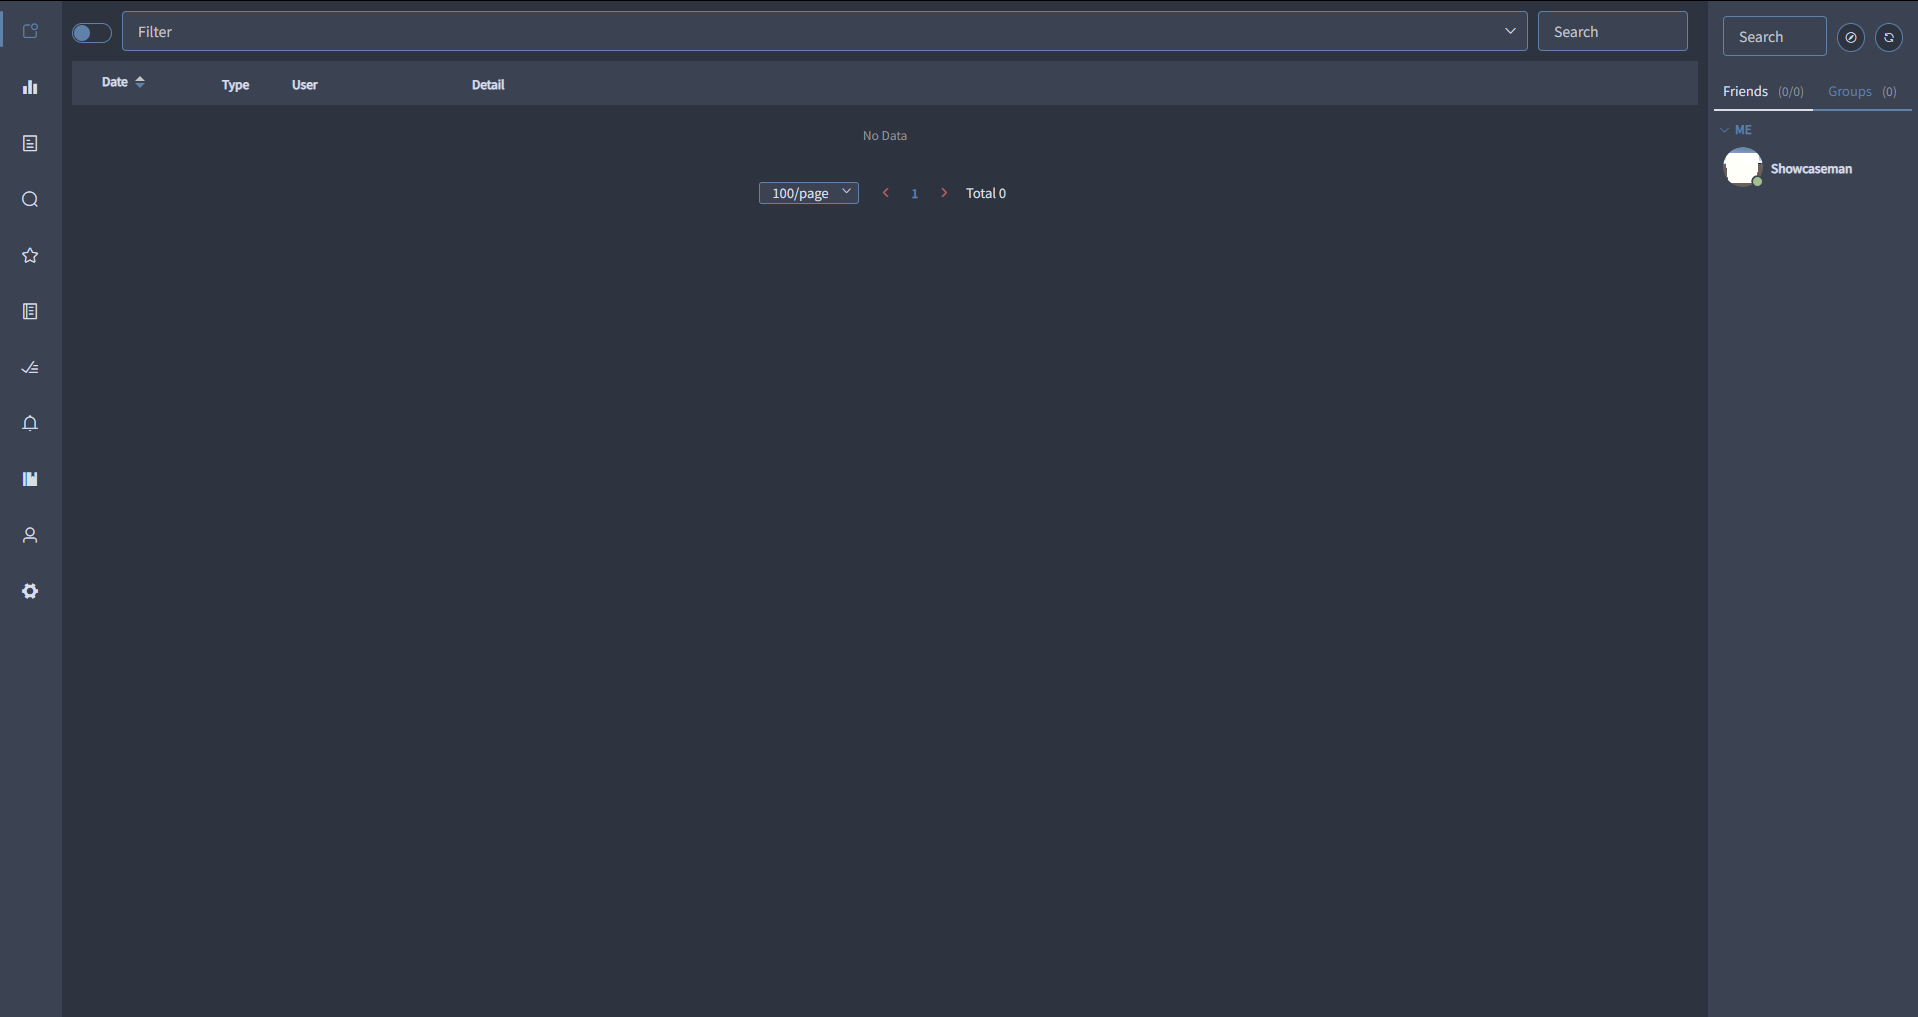 Filter
Search
Date Type User Detail
No Data
100/page 1 Total 0
Search
Friends (0/0) Groups (0)
ME
Showcaseman